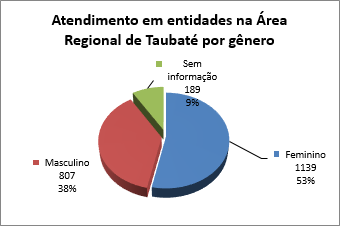 Atendimento em entidades na Área
Regional de Taubaté por gênero
Sem
informação
189
9%
Masculino
807
38%
Feminino
1139
53%